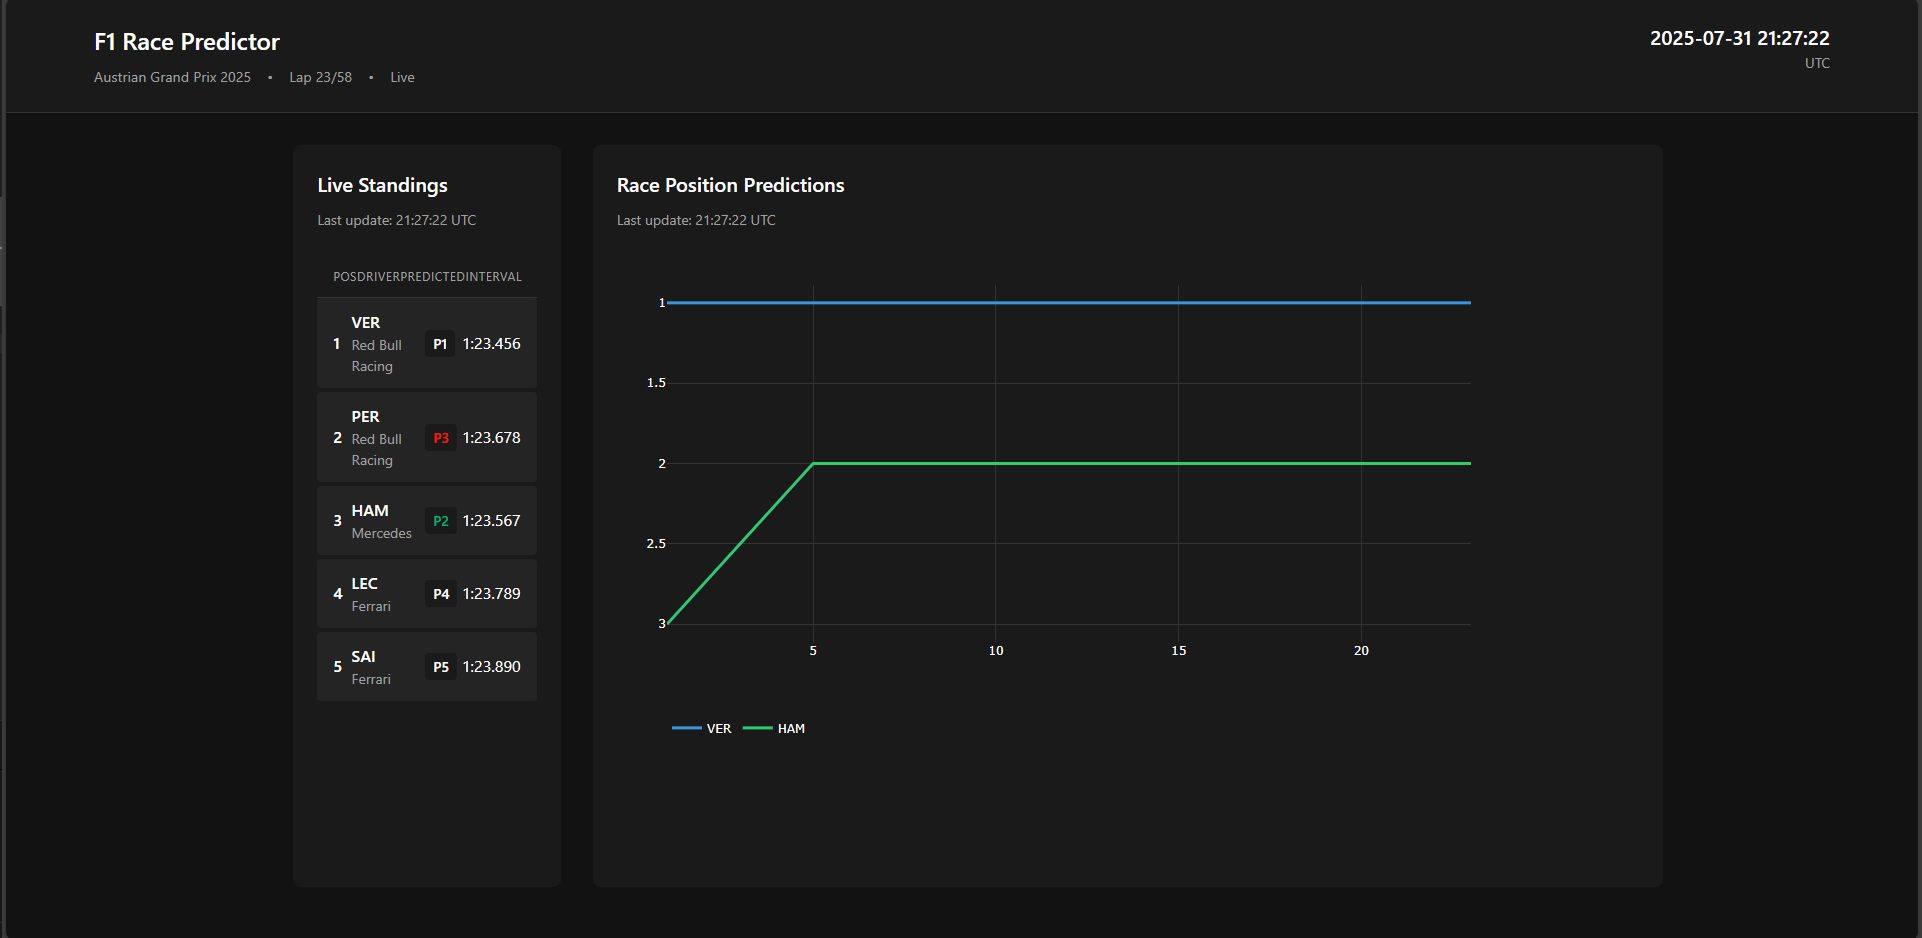 F1 Race Predictor
Austrian Grand Prix 2025 • Lap 23/58 • Live
2025-07-31 21:27:22
UTC
Live Standings
Last update: 21:27:22 UTC
POSDRIVERPREDICTEDINTERVAL
1 VER Red Bull Racing P1 1:23.456
2 PER Red Bull Racing P3 1:23.678
3 HAM Mercedes P2 1:23.567
4 LEC Ferrari P4 1:23.789
5 SAI Ferrari P5 1:23.890
Race Position Predictions
Last update: 21:27:22 UTC
1
1.5
2
2.5
3
5 10 15 20
VER HAM